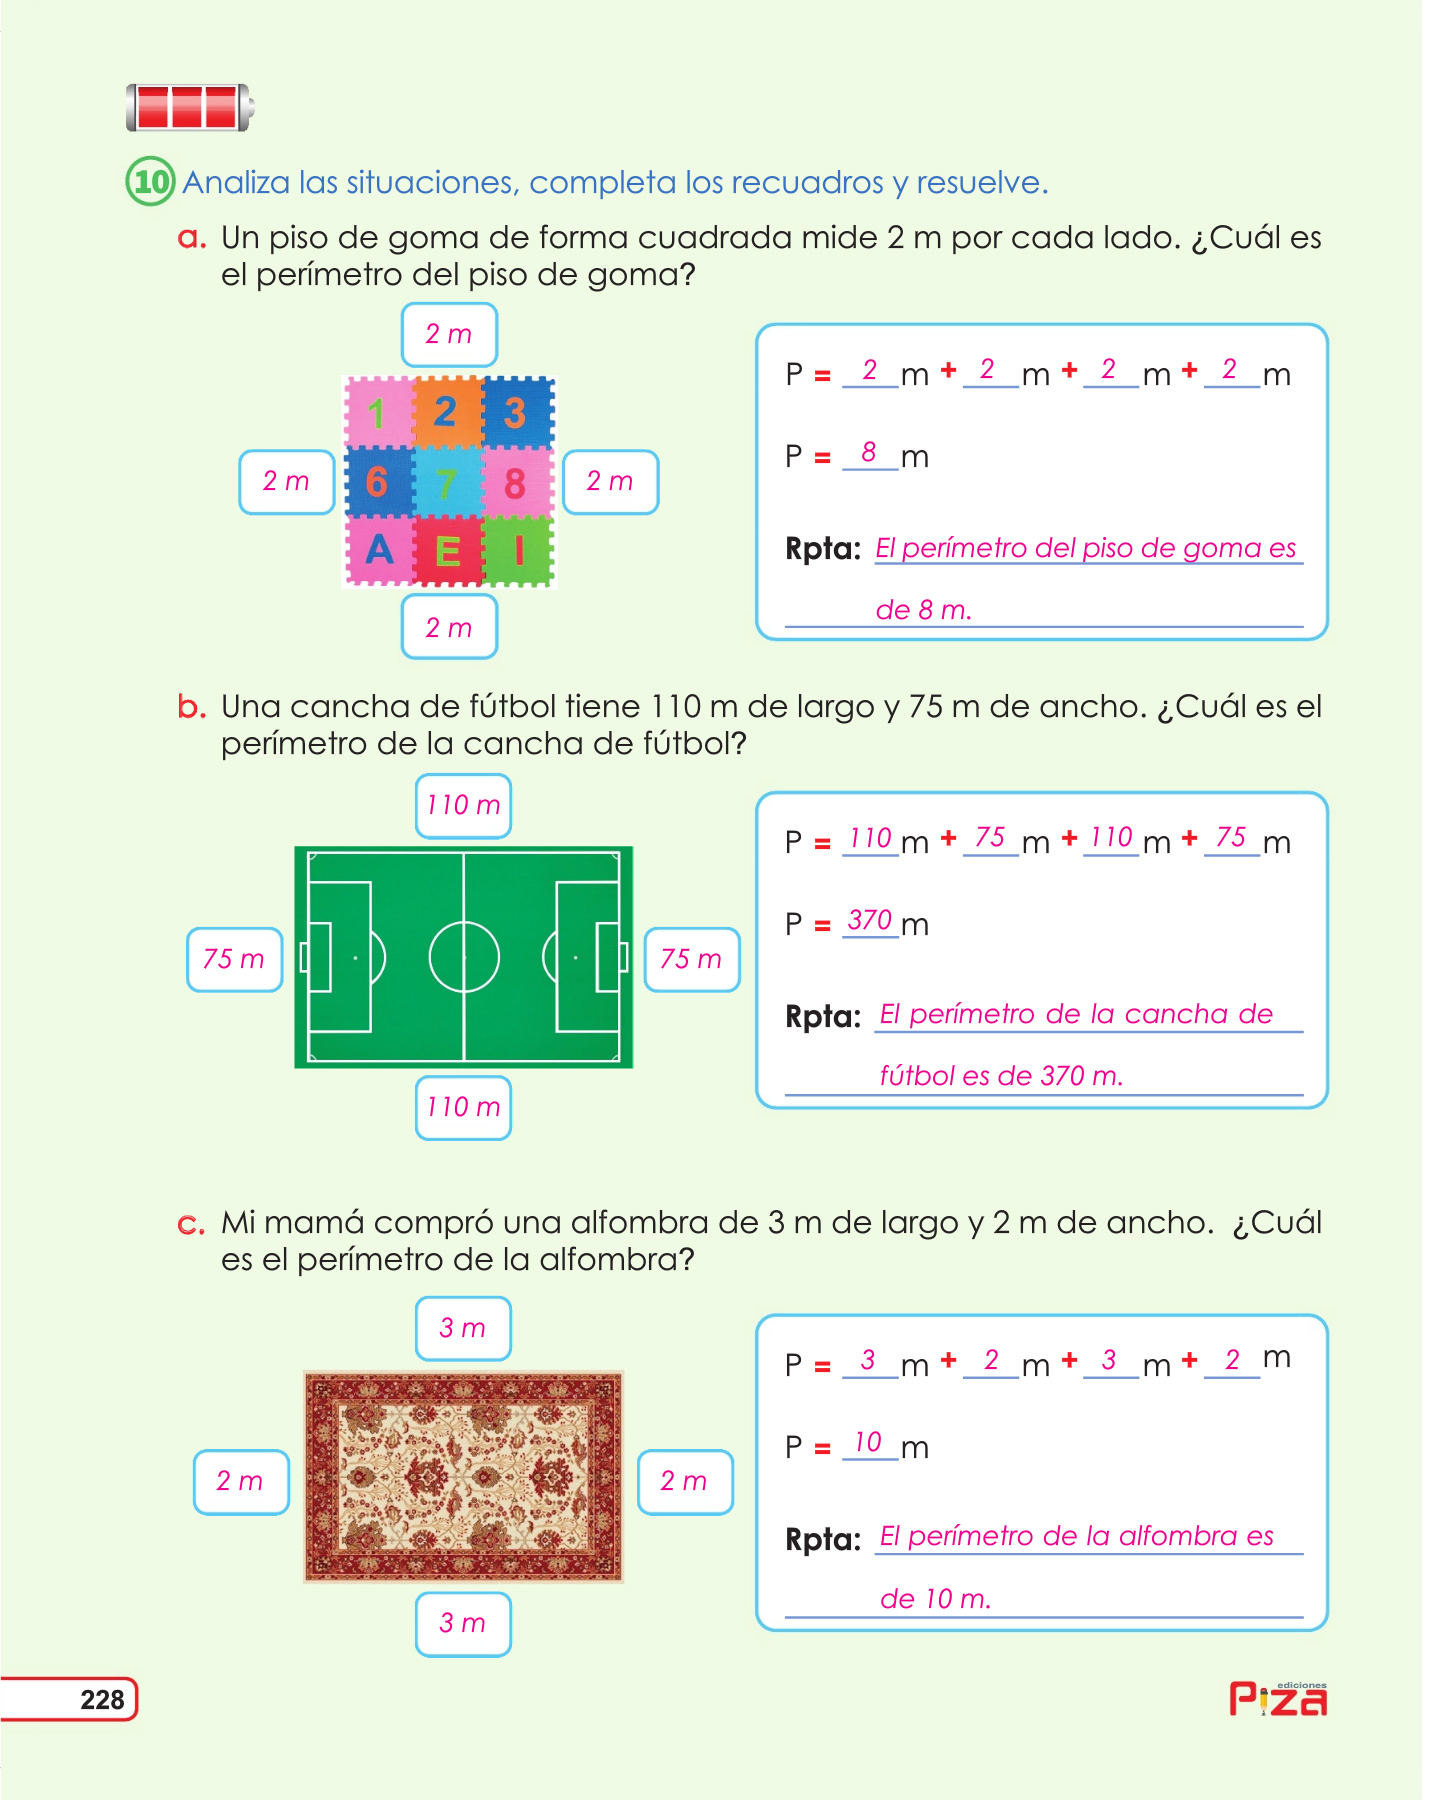 10 Analiza las situaciones, completa los recuadros y resuelve.
a. Un piso de goma de forma cuadrada mide 2 m por cada lado. ¿Cuál es
el perímetro del piso de goma?
2 m
1 2 3
2 m
6 7 8
2 m
A E I
2 m
P = 2 m + 2 m + 2 m + 2 m
P = 8 m
Rpta: El perímetro del piso de goma es
de 8 m.
b. Una cancha de fútbol tiene 110 m de largo y 75 m de ancho. ¿Cuál es el
perímetro de la cancha de fútbol?
110 m
75 m
75 m
110 m
P = 110 m + 75 m + 110 m + 75 m
P = 370 m
Rpta: El perímetro de la cancha de
fútbol es de 370 m.
c. Mi mamá compró una alfombra de 3 m de largo y 2 m de ancho. ¿Cuál
es el perímetro de la alfombra?
3 m
2 m
2 m
3 m
P = 3 m + 2 m + 3 m + 2 m
P = 10 m
Rpta: El perímetro de la alfombra es
de 10 m.
228
ediciones
Piza